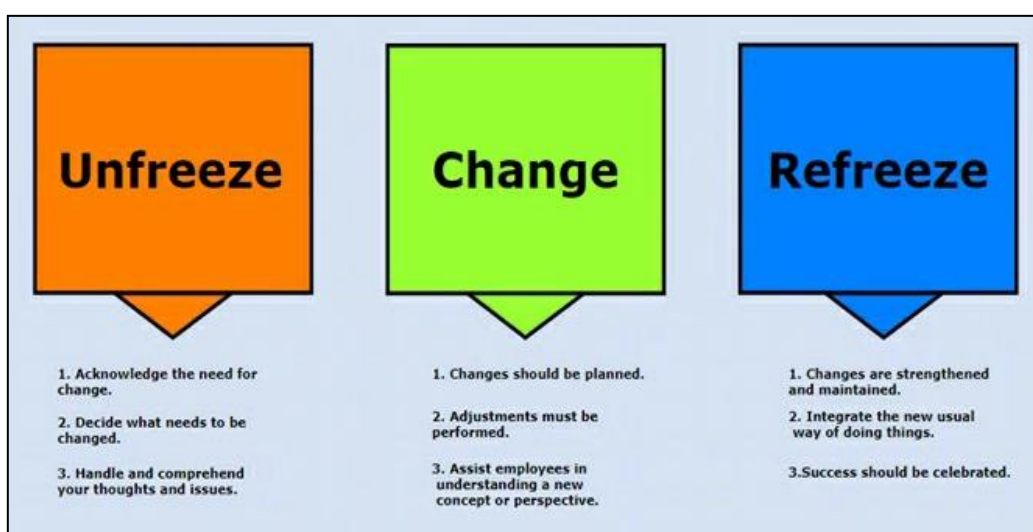 Unfreeze
1. Acknowledge the need for
change.
2. Decide what needs to be
changed.
3. Handle and comprehend
your thoughts and issues.
Change
1. Changes should be planned.
2. Adjustments must be
performed.
3. Assist employees in
understanding a new
concept or perspective.
Refreeze
1. Changes are strengthened
and maintained.
2. Integrate the new usual
way of doing things.
3.Success should be celebrated.